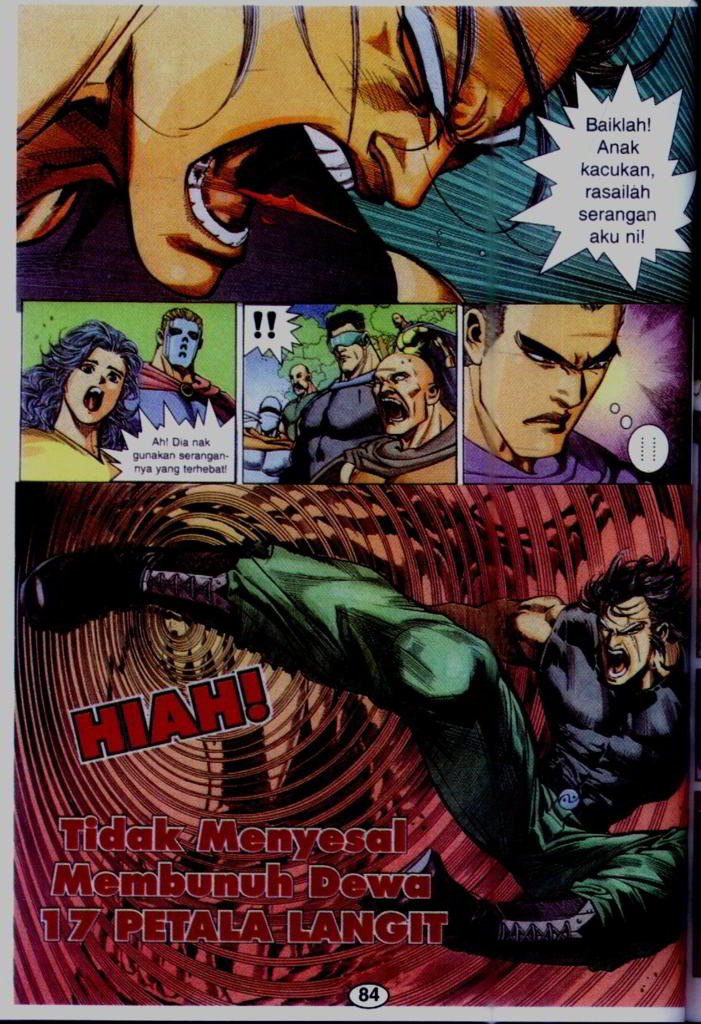 Baiklah!
Anak
kacukan,
rasailah
serangan
aku ni!
!!
Ah! Dia nak
gunakan serangan-
nya yang terhebat!
......
HIAH!
Tidak Menyesal
Membunuh Dewa
17 PETALA LANGIT
84